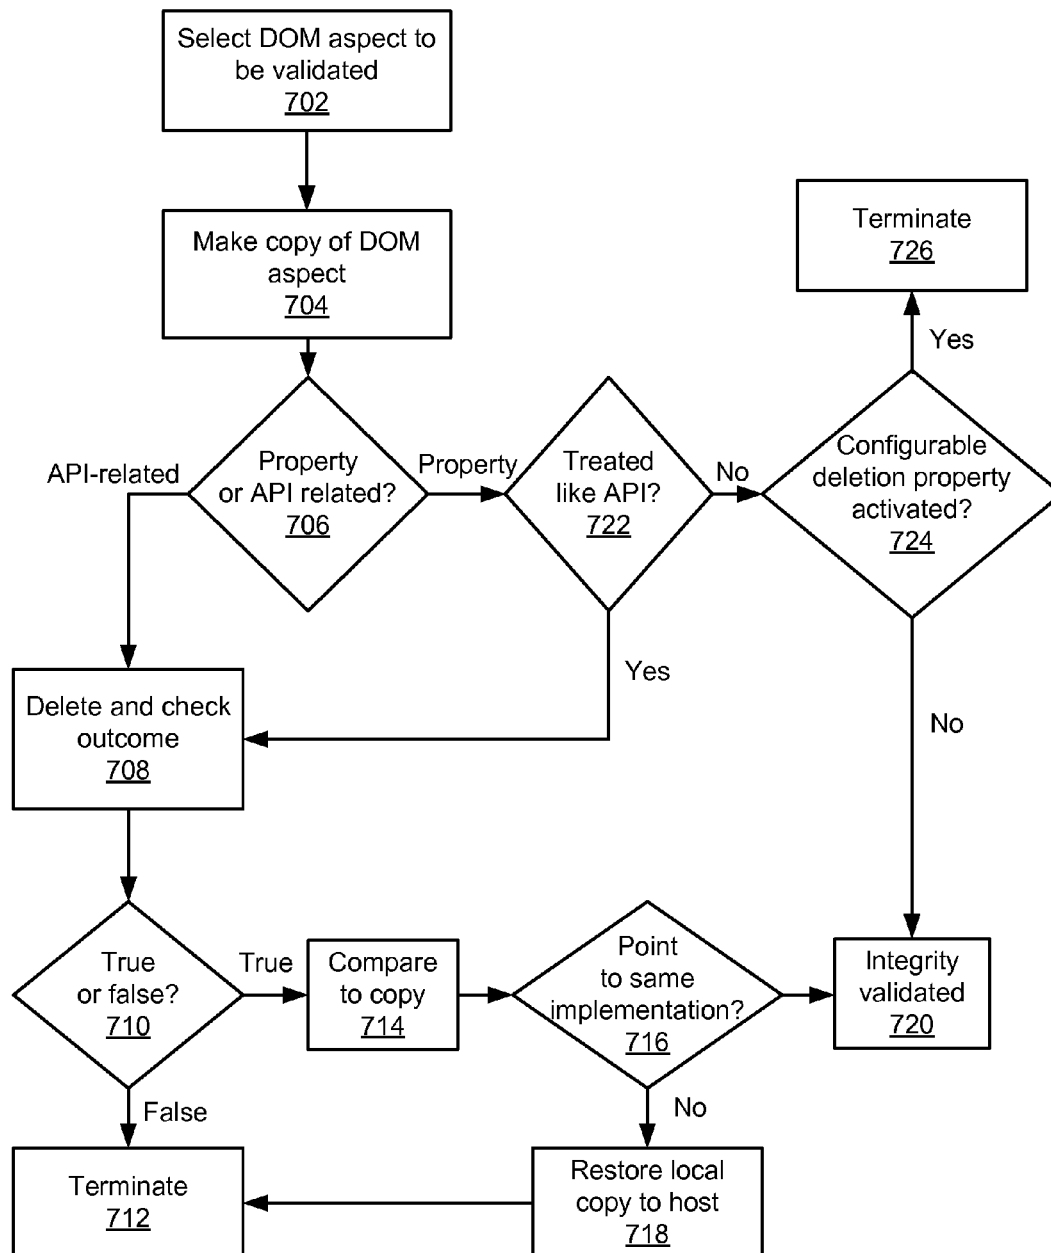 Select DOM aspect to
be validated
702
Make copy of DOM
aspect
704
Terminate
726
Yes
API-related
Property
or API related?
706
Property
Treated
like API?
722
No
Configurable
deletion property
activated?
724
Yes
No
Delete and check
outcome
708
True
or false?
710
True
Compare
to copy
714
Point
to same
implementation?
716
Integrity
validated
720
False
No
Terminate
712
Restore local
copy to host
718